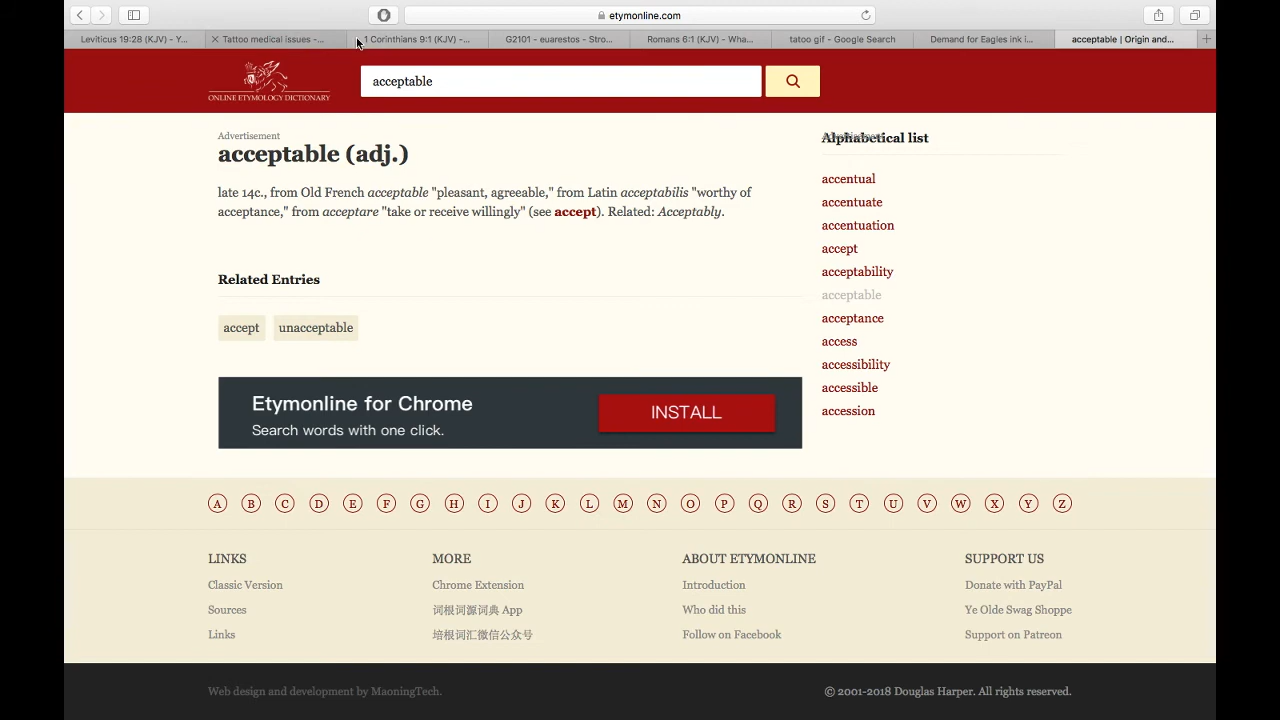 etymonline.com
Leviticus 19:28 (KJV) - Y...
Tattoo medical issues -...
1 Corinthians 9:1 (KJV) -...
G2101 - euarestos - Stro...
Romans 6:1 (KJV) - Wha...
tatoo gif - Google Search
Demand for Eagles ink i...
acceptable | Origin and...
ONLINE ETYMOLOGY DICTIONARY
acceptable
Advertisement
acceptable (adj.)
late 14c., from Old French acceptable "pleasant, agreeable," from Latin acceptabilis "worthy of
acceptance," from acceptare "take or receive willingly" (see accept). Related: Acceptably.
Related Entries
accept
unacceptable
Etymonline for Chrome
Search words with one click.
INSTALL
Advertisement
Alphabetical list
accentual
accentuate
accentuation
accept
acceptability
acceptable
acceptance
access
accessibility
accessible
accession
A B C D E F G H I J K L M N O P Q R S T U V W X Y Z
LINKS
Classic Version
Sources
Links
MORE
Chrome Extension
词根词源词典 App
培根词汇微信公众号
ABOUT ETYMONLINE
Introduction
Who did this
Follow on Facebook
SUPPORT US
Donate with PayPal
Ye Olde Swag Shoppe
Support on Patreon
Web design and development by MaoningTech.
© 2001-2018 Douglas Harper. All rights reserved.